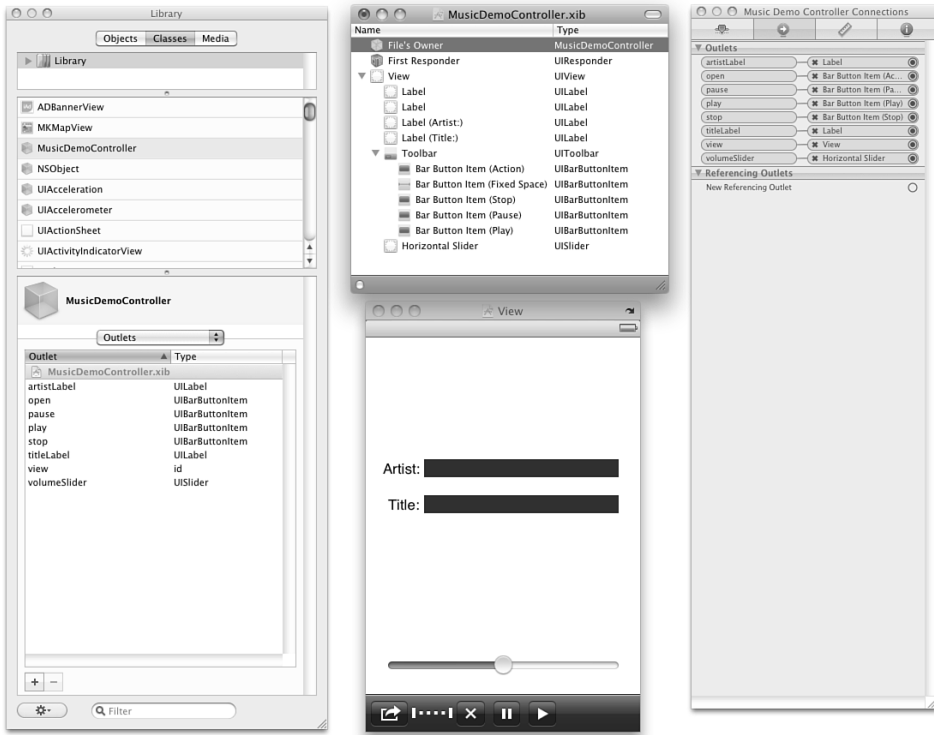 Library
Objects Classes Media
Library
ADBannerView
MKMapView
MusicDemoController
NSObject
UIAcceleration
UIAccelerometer
UIActionSheet
UIActivityIndicatorView
MusicDemoController
Outlets
Outlet Type
MusicDemoController.xib
artistLabel UILabel
open UIBarButtonItem
pause UIBarButtonItem
play UIBarButtonItem
stop UIBarButtonItem
titleLabel UILabel
view id
volumeSlider UISlider
Filter
MusicDemoController.xib
Name Type
File's Owner MusicDemoController
First Responder UIResponder
View UIView
Label UILabel
Label UILabel
Label (Artist:) UILabel
Label (Title:) UILabel
Toolbar UIToolbar
Bar Button Item (Action) UIBarButtonItem
Bar Button Item (Fixed Space) UIBarButtonItem
Bar Button Item (Stop) UIBarButtonItem
Bar Button Item (Pause) UIBarButtonItem
Bar Button Item (Play) UIBarButtonItem
Horizontal Slider UISlider
View
Artist:
Title:
Music Demo Controller Connections
Outlets
artistLabel Label
open Bar Button Item (Ac...
pause Bar Button Item (Pa...
play Bar Button Item (Play)
stop Bar Button Item (Stop)
titleLabel Label
view View
volumeSlider Horizontal Slider
Referencing Outlets
New Referencing Outlet